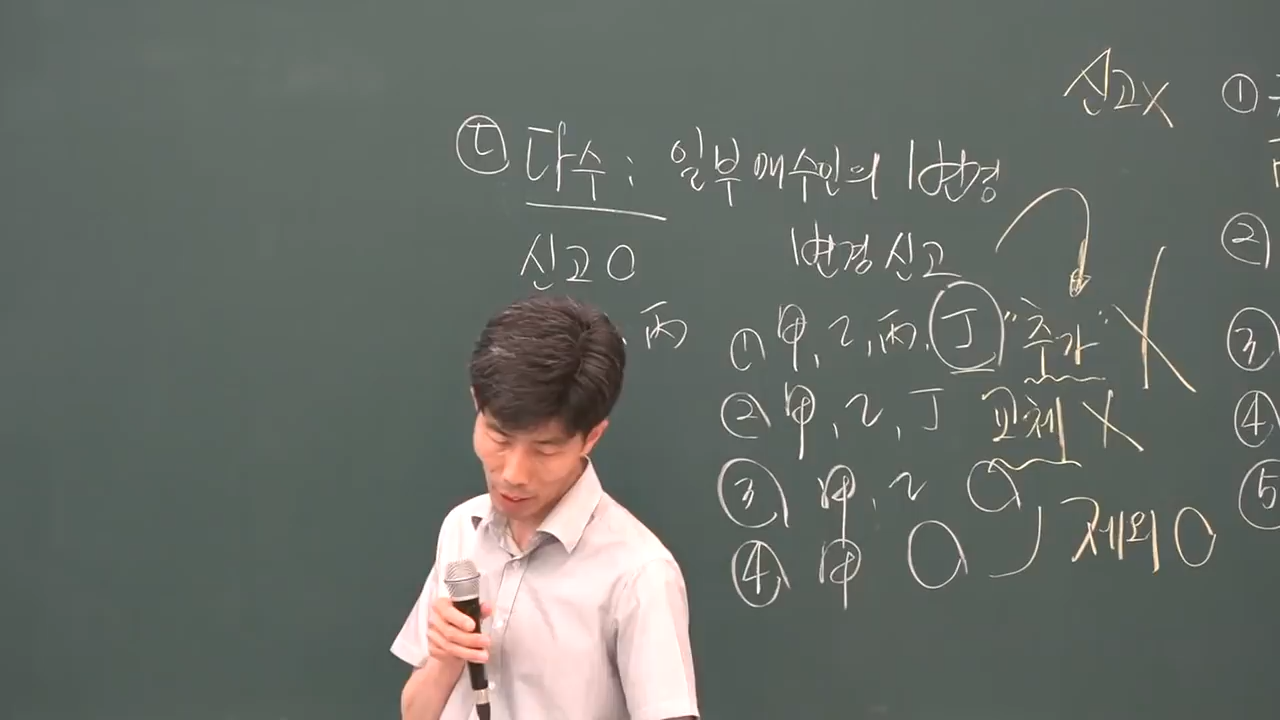 신고X
ㄷ 다수: 일부 매수인의 변경
신고O 변경신고
丙 ① 甲, 乙, 丙, 丁 "추가" X
② 甲, 乙, 丁 교체 X
③ 甲, 乙 O
④ 甲 O 제외 O
①
②
③
④
⑤